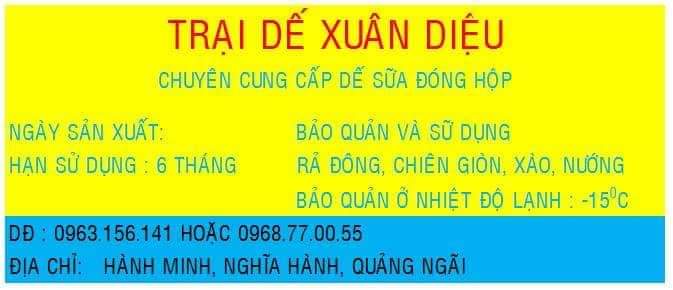 TRẠI DẾ XUÂN DIỆU
CHUYÊN CUNG CẤP DẾ SỮA ĐÓNG HỘP
NGÀY SẢN XUẤT:
HẠN SỬ DỤNG : 6 THÁNG
BẢO QUẢN VÀ SỮ DỤNG
RẢ ĐÔNG, CHIÊN GIÒN, XÀO, NƯỚNG
BẢO QUẢN Ở NHIỆT ĐỘ LẠNH : -15⁰C
DĐ : 0963.156.141 HOẶC 0968.77.00.55
ĐỊA CHỈ: HÀNH MINH, NGHĨA HÀNH, QUẢNG NGÃI